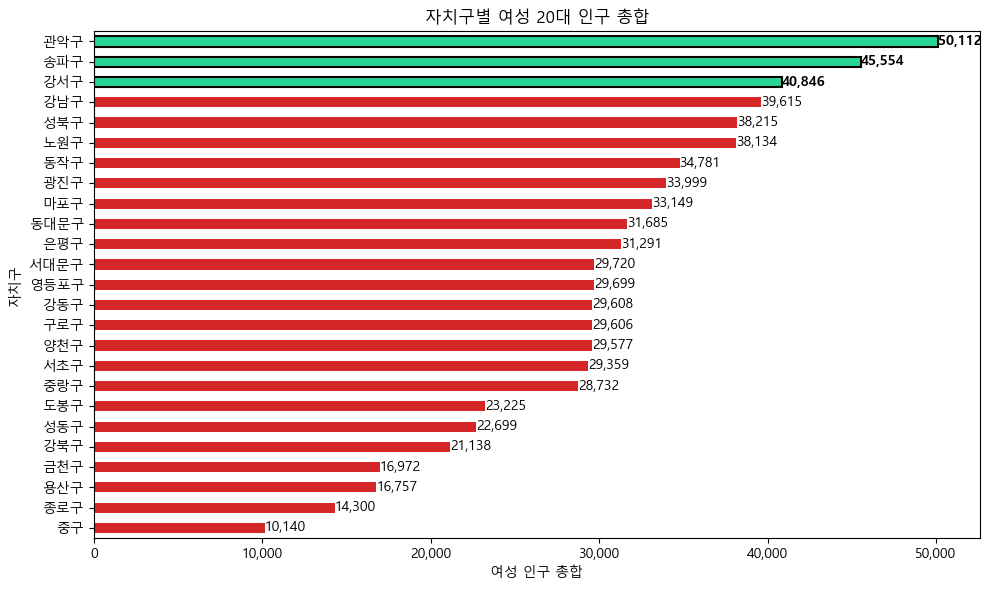 자치구별 여성 20대 인구 총합
관악구 50,112
송파구 45,554
강서구 40,846
강남구 39,615
성북구 38,215
노원구 38,134
동작구 34,781
광진구 33,999
마포구 33,149
동대문구 31,685
은평구 31,291
서대문구 29,720
영등포구 29,699
강동구 29,608
구로구 29,606
양천구 29,577
서초구 29,359
중랑구 28,732
도봉구 23,225
성동구 22,699
강북구 21,138
금천구 16,972
용산구 16,757
종로구 14,300
중구 10,140
자치구
0 10,000 20,000 30,000 40,000 50,000
여성 인구 총합